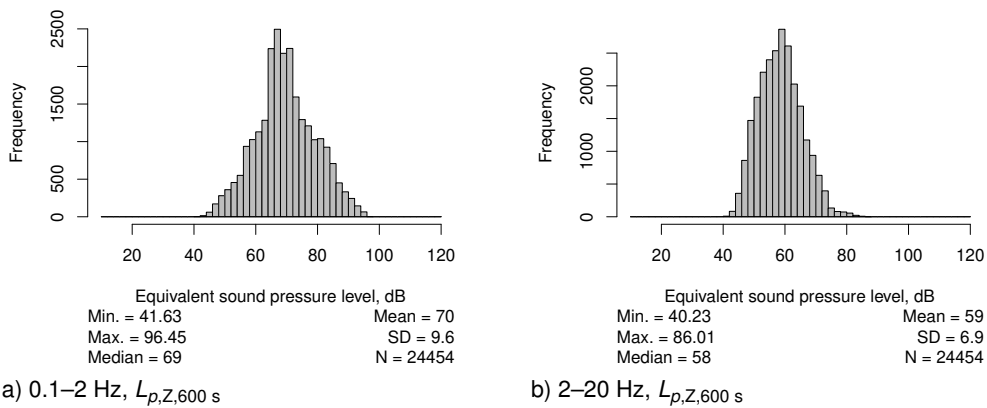 2500
1500
500
0
Frequency
20 40 60 80 100 120
Equivalent sound pressure level, dB
Min. = 41.63 Mean = 70
Max. = 96.45 SD = 9.6
Median = 69 N = 24454
a) 0.1–2 Hz, Lp,Z,600 s
2000
1000
0
Frequency
20 40 60 80 100 120
Equivalent sound pressure level, dB
Min. = 40.23 Mean = 59
Max. = 86.01 SD = 6.9
Median = 58 N = 24454
b) 2–20 Hz, Lp,Z,600 s